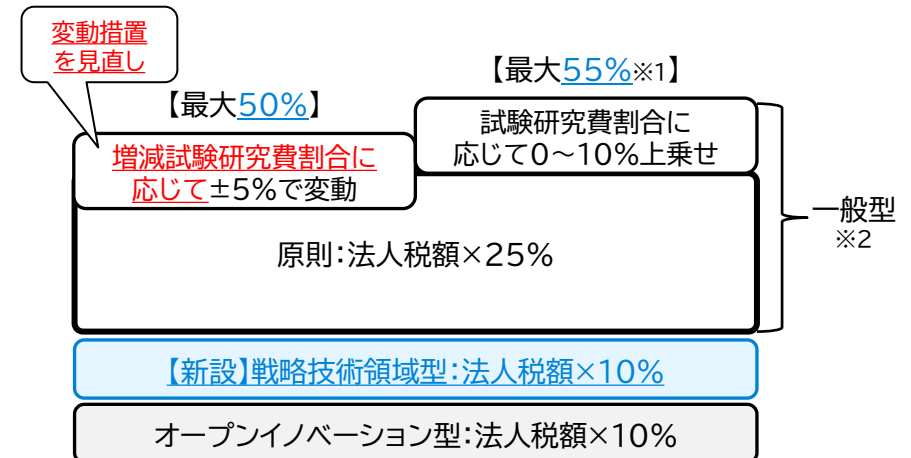 変動措置
を見直し
【最大50%】
【最大55%※1】
増減試験研究費割合に
応じて±5%で変動
試験研究費割合に
応じて0～10%上乗せ
原則：法人税額×25%
一般型
※2
【新設】戦略技術領域型：法人税額×10%
オープンイノベーション型：法人税額×10%